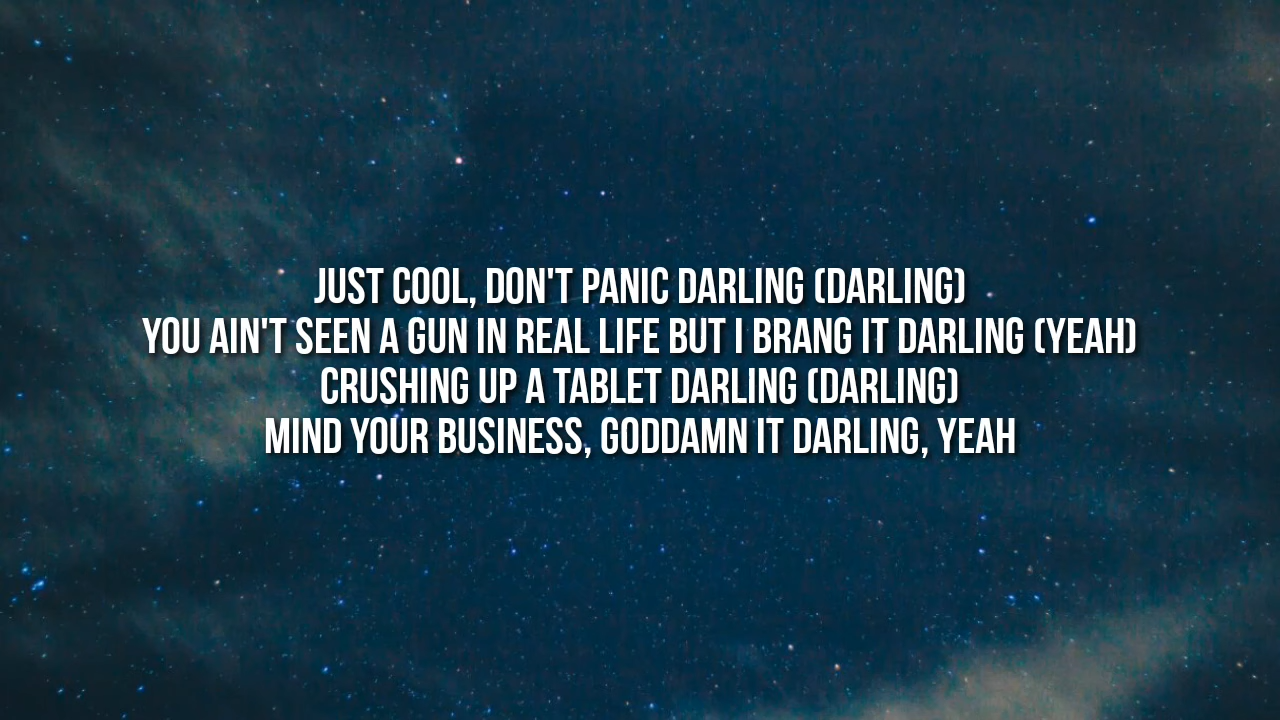 JUST COOL, DON'T PANIC DARLING (DARLING)
YOU AIN'T SEEN A GUN IN REAL LIFE BUT I BRANG IT DARLING (YEAH)
CRUSHING UP A TABLET DARLING (DARLING)
MIND YOUR BUSINESS, GODDAMN IT DARLING, YEAH